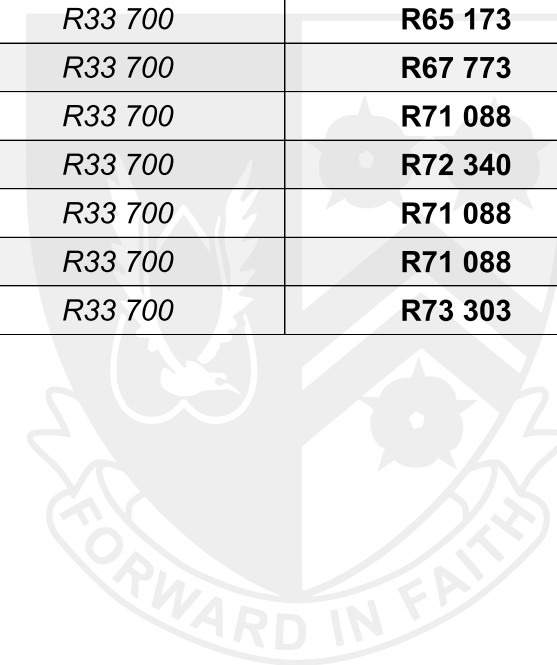 R33 700 R65 173
R33 700 R67 773
R33 700 R71 088
R33 700 R72 340
R33 700 R71 088
R33 700 R71 088
R33 700 R73 303
FORWARD IN FAITH